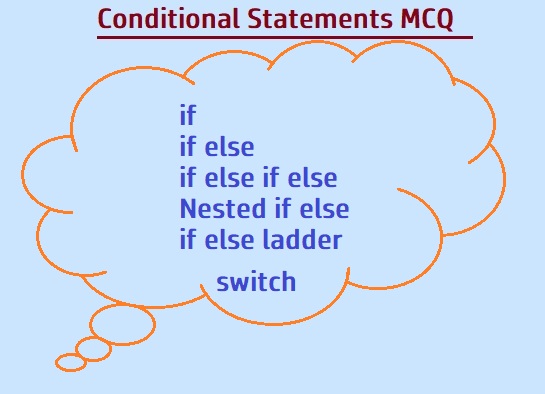 Conditional Statements MCQ
if
if else
if else if else
Nested if else
if else ladder
switch